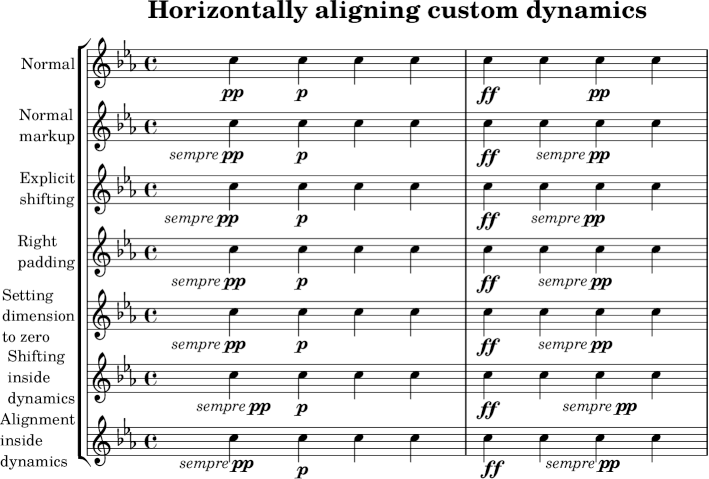 Horizontally aligning custom dynamics
Normal
pp p ff pp
Normal
markup
sempre pp p ff sempre pp
Explicit
shifting
sempre pp p ff sempre pp
Right
padding
sempre pp p ff sempre pp
Setting
dimension
to zero
sempre pp p ff sempre pp
Shifting
inside
dynamics
sempre pp p ff sempre pp
Alignment
inside
dynamics
sempre pp p ff sempre pp